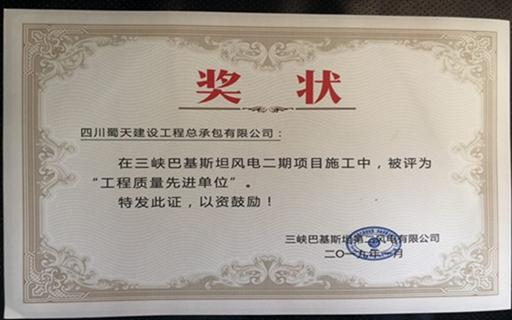 奖状
四川蜀天建设工程总承包有限公司：
在三峡巴基斯坦风电二期项目施工中，被评为
“工程质量先进单位”。
特发此证，以资鼓励！
三峡巴基斯坦第二风电有限公司
二〇一九年一月